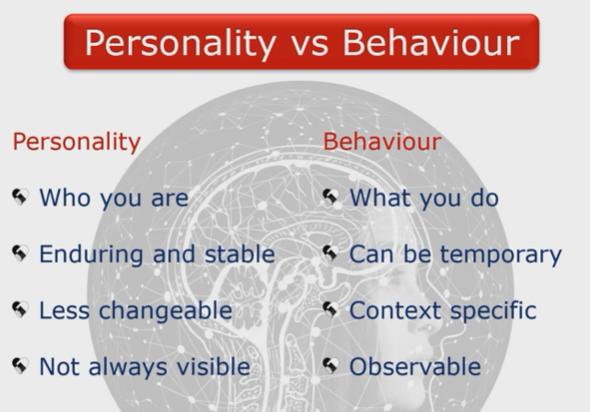 Personality vs Behaviour
Personality
Who you are
Enduring and stable
Less changeable
Not always visible
Behaviour
What you do
Can be temporary
Context specific
Observable